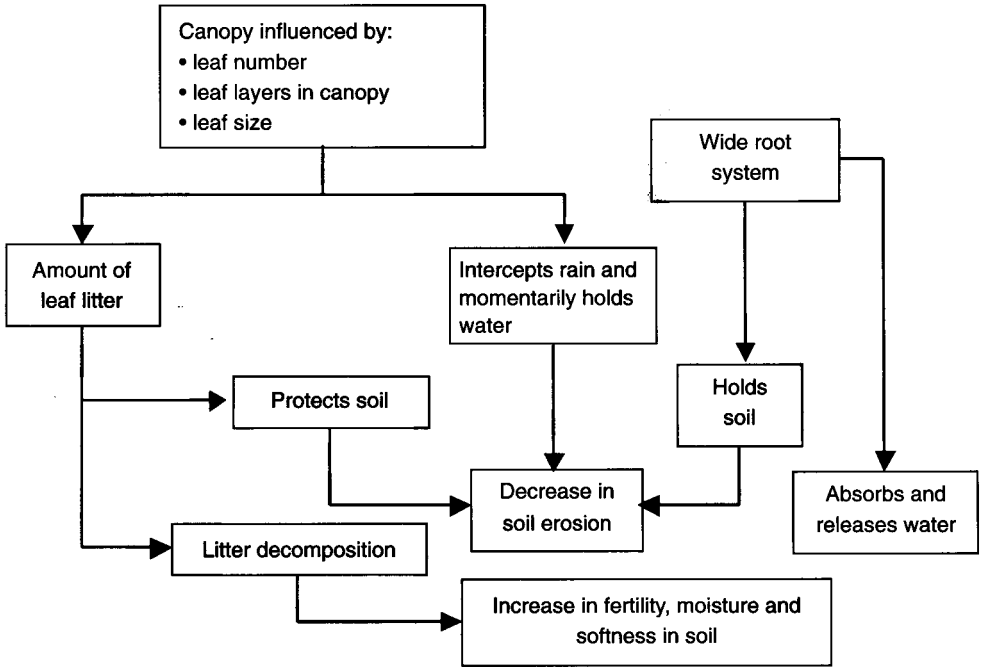 Canopy influenced by:
• leaf number
• leaf layers in canopy
• leaf size
Wide root
system
Amount of
leaf litter
Intercepts rain and
momentarily holds
water
Protects soil
Holds
soil
Decrease in
soil erosion
Absorbs and
releases water
Litter decomposition
Increase in fertility, moisture and
softness in soil